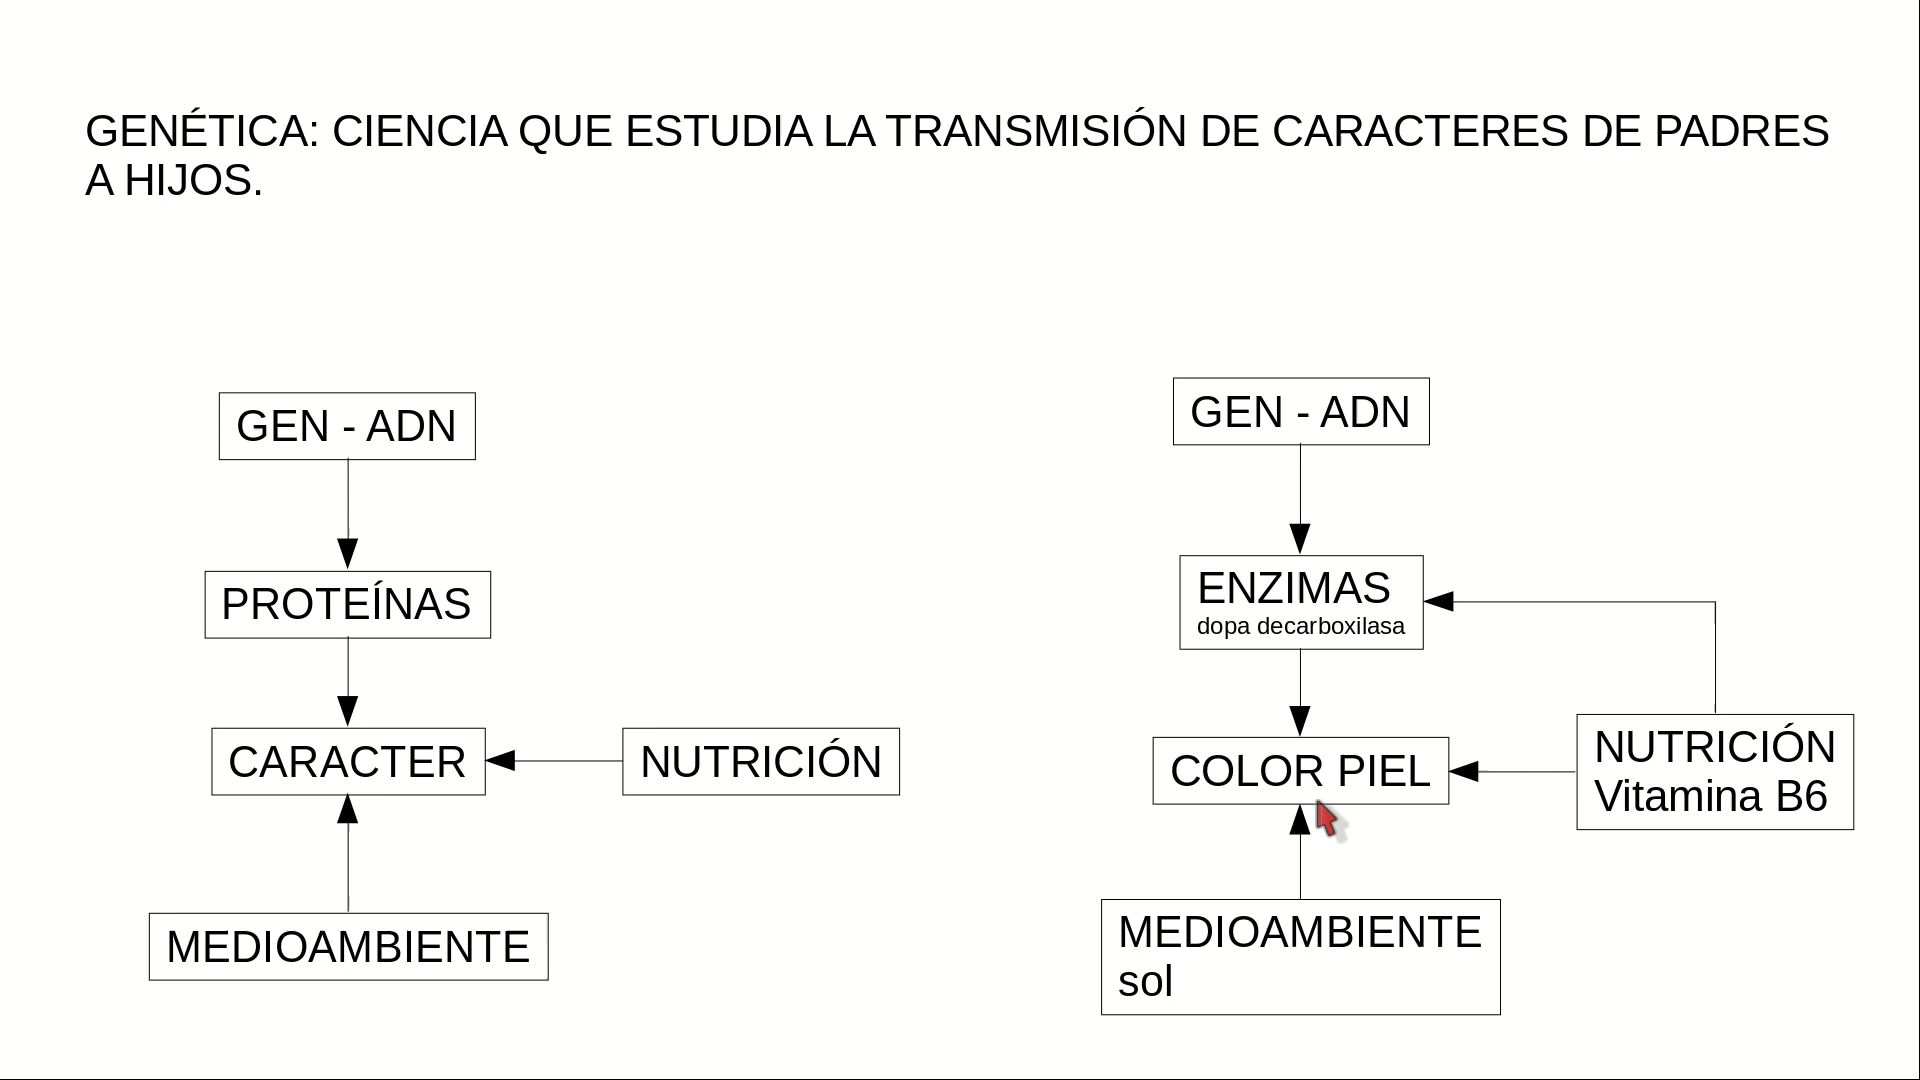 GENÉTICA: CIENCIA QUE ESTUDIA LA TRANSMISIÓN DE CARACTERES DE PADRES
A HIJOS.
GEN - ADN
PROTEÍNAS
CARACTER
NUTRICIÓN
MEDIOAMBIENTE
GEN - ADN
ENZIMAS
dopa decarboxilasa
COLOR PIEL
NUTRICIÓN
Vitamina B6
MEDIOAMBIENTE
sol